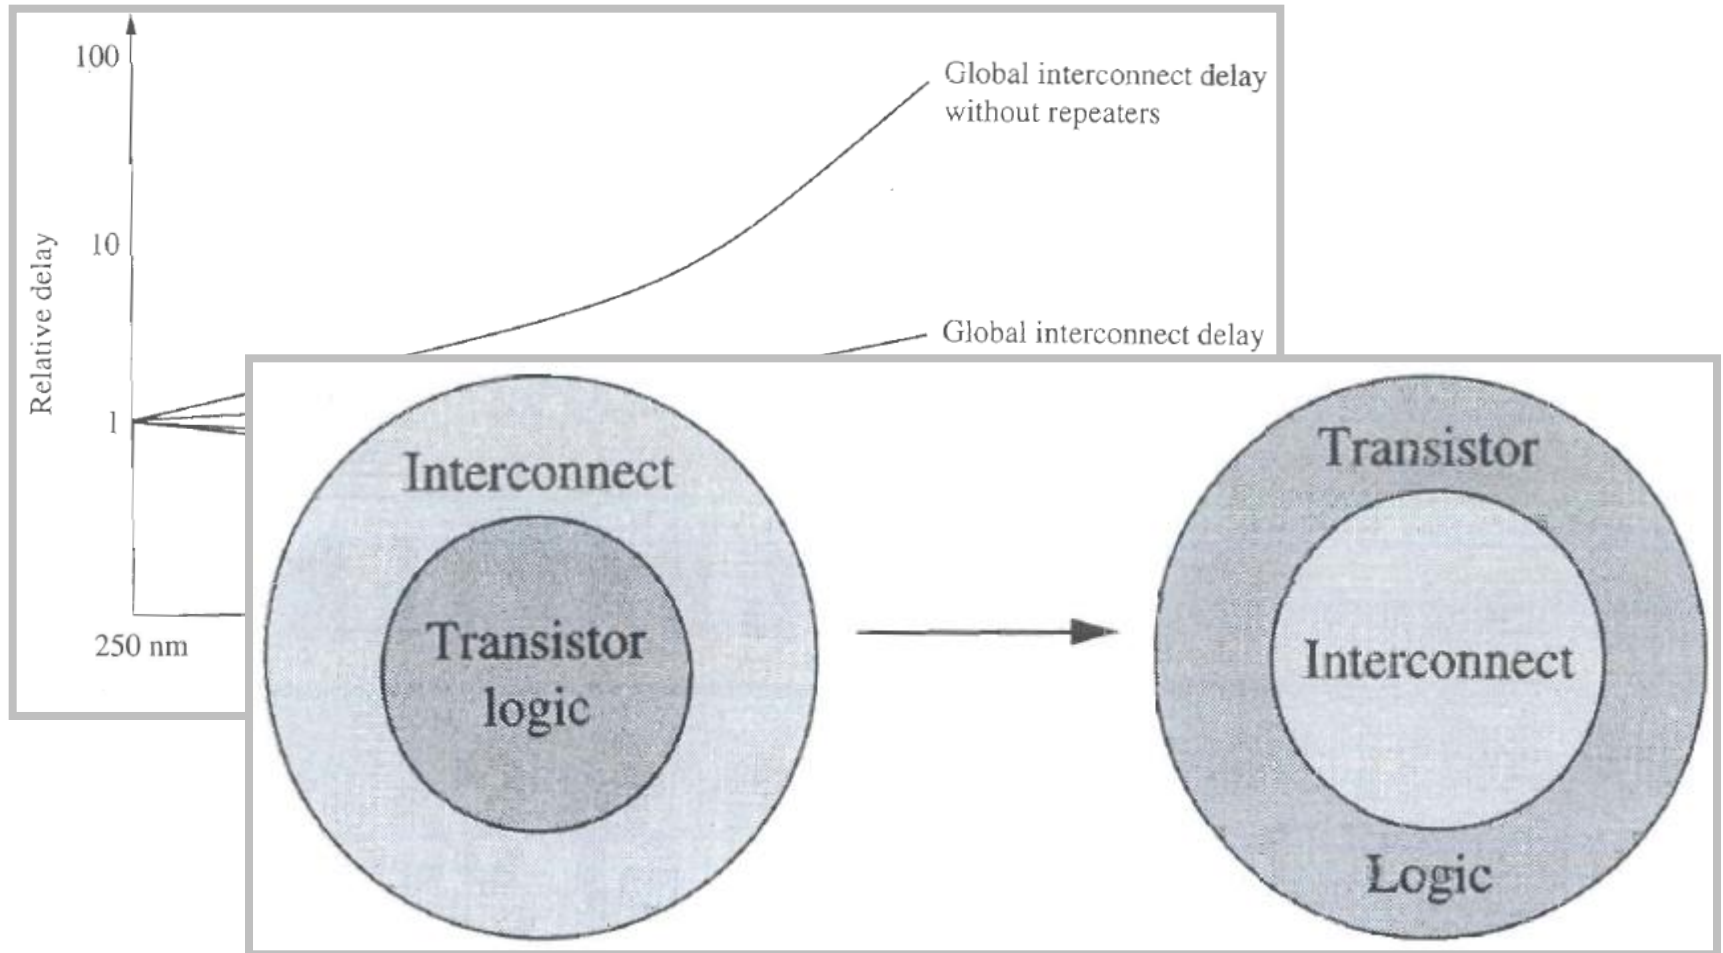 100
10
1
Relative delay
250 nm
Global interconnect delay
without repeaters
Global interconnect delay
Interconnect
Transistor
logic
Transistor
Interconnect
Logic